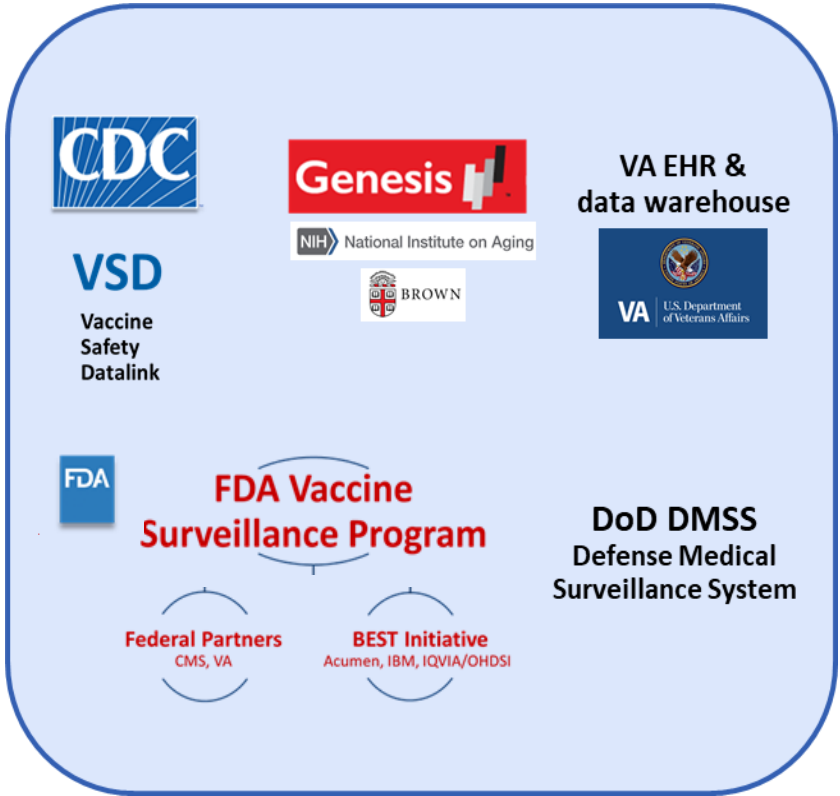 CDC
VSD
Vaccine
Safety
Datalink
Genesis
NIH National Institute on Aging
BROWN
VA EHR &
data warehouse
VA U.S. Department
of Veterans Affairs
FDA
FDA Vaccine
Surveillance Program
Federal Partners
CMS, VA
BEST Initiative
Acumen, IBM, IQVIA/OHDSI
DoD DMSS
Defense Medical
Surveillance System